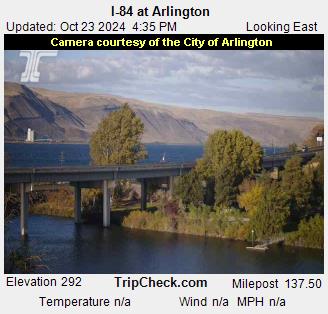 I-84 at Arlington
Updated: Oct 23 2024 4:35 PM Looking East
Camera courtesy of the City of Arlington
Elevation 292 TripCheck.com Milepost 137.50
Temperature n/a Wind n/a MPH n/a